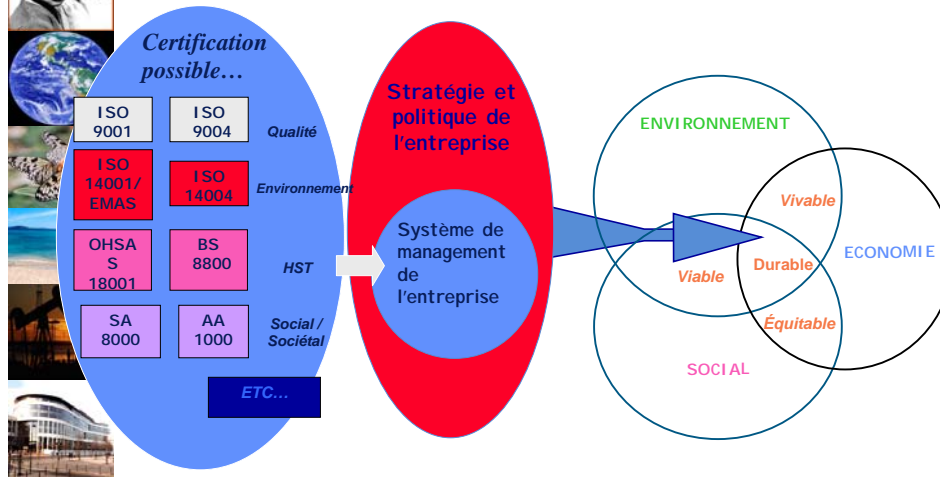 Certification
possible…
ISO
9001
ISO
9004
Qualité
ISO
14001/
EMAS
ISO
14004
Environnement
OHSA
S
18001
BS
8800
HST
SA
8000
AA
1000
Social /
Sociétal
ETC…
Stratégie et
politique de
l'entreprise
Système de
management
de
l'entreprise
ENVIRONNEMENT
Vivable
ECONOMIE
Durable
Viable
Équitable
SOCIAL